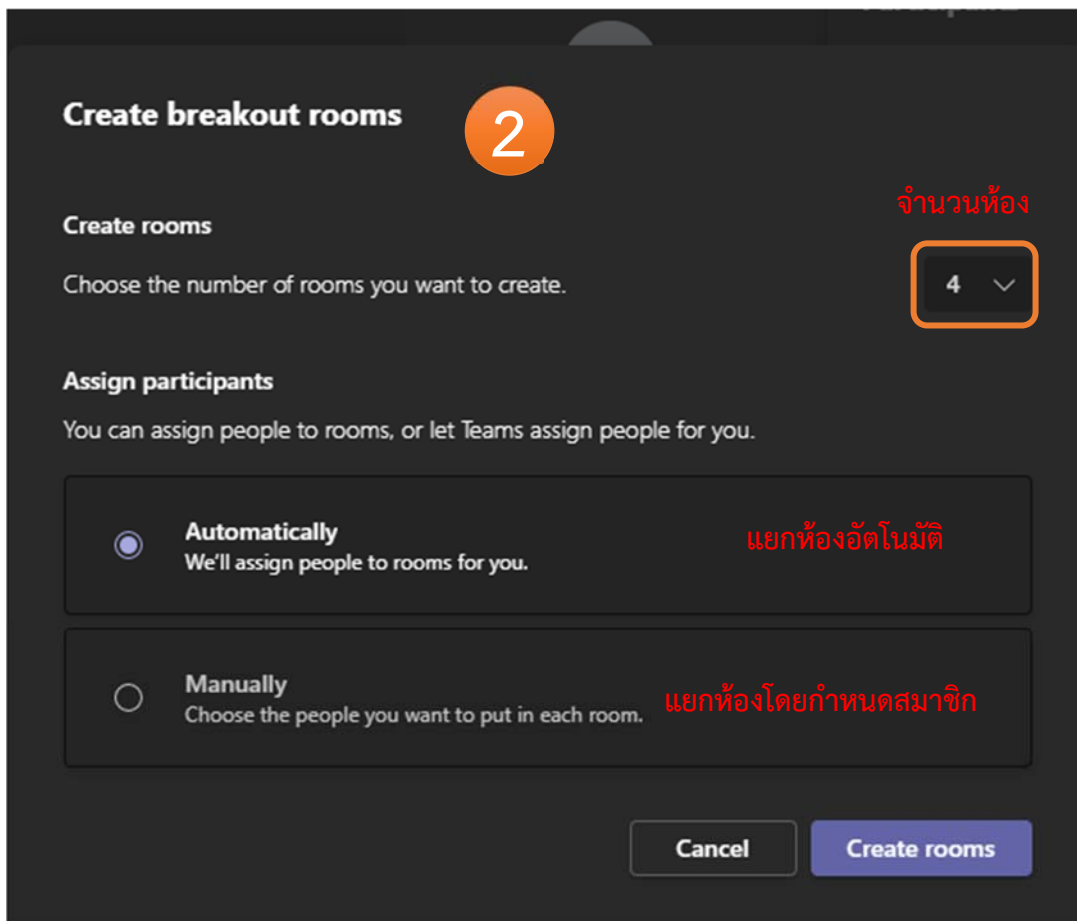 Create breakout rooms
2
จำนวนห้อง
Create rooms
Choose the number of rooms you want to create.
4
Assign participants
You can assign people to rooms, or let Teams assign people for you.
Automatically
We'll assign people to rooms for you.
แยกห้องอัตโนมัติ
Manually
Choose the people you want to put in each room.
แยกห้องโดยกำหนดสมาชิก
Cancel
Create rooms